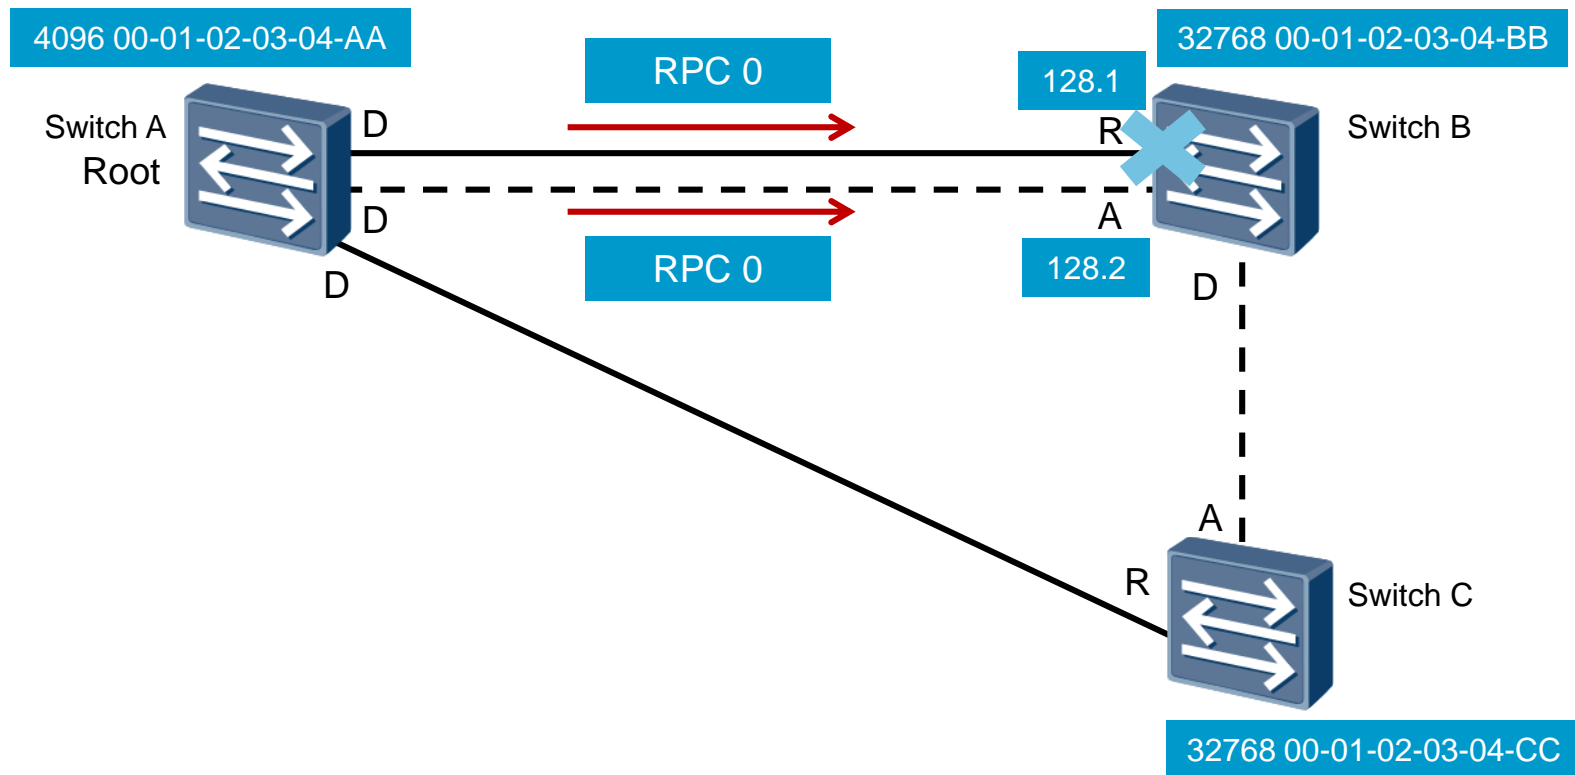 4096 00-01-02-03-04-AA
32768 00-01-02-03-04-BB
RPC 0
128.1
Switch A
Root
D
R
Switch B
D
A
RPC 0
128.2
D
D
A
R
Switch C
32768 00-01-02-03-04-CC